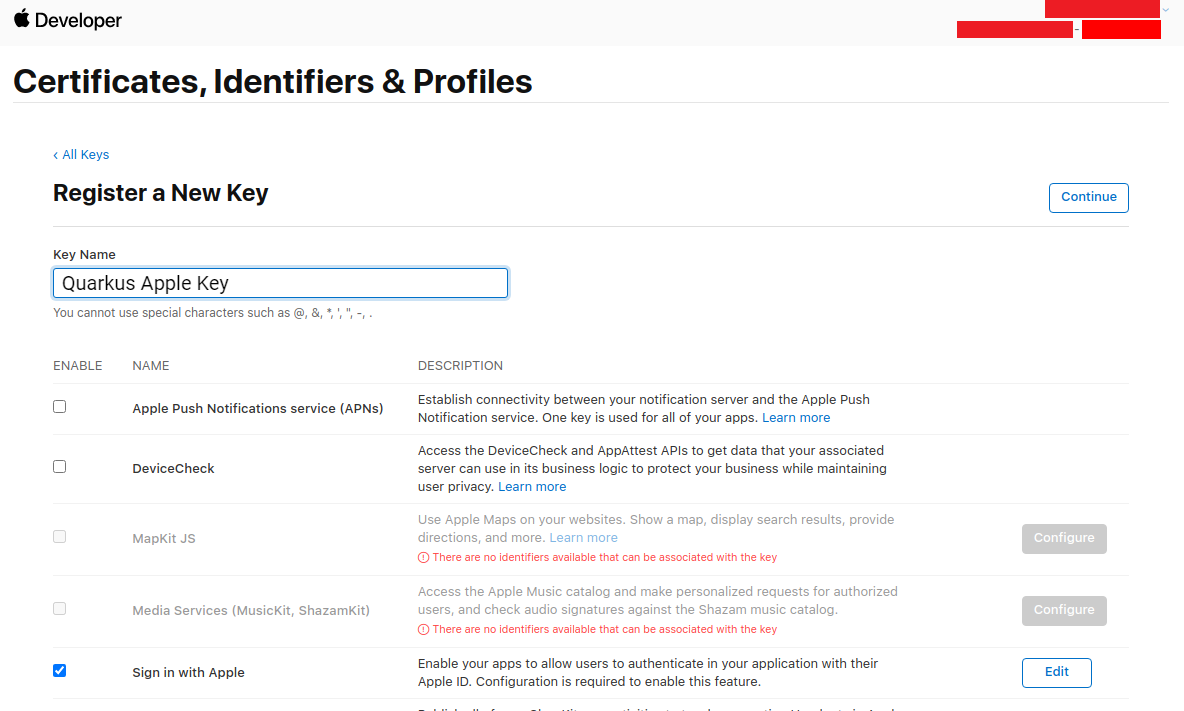 Developer
-
Certificates, Identifiers & Profiles
‹ All Keys
Register a New Key
Continue
Key Name
Quarkus Apple Key
You cannot use special characters such as @, &, *, ', ", -, .
ENABLE NAME DESCRIPTION
Apple Push Notifications service (APNs)
Establish connectivity between your notification server and the Apple Push
Notification service. One key is used for all of your apps. Learn more
DeviceCheck
Access the DeviceCheck and AppAttest APIs to get data that your associated
server can use in its business logic to protect your business while maintaining
user privacy. Learn more
MapKit JS
Use Apple Maps on your websites. Show a map, display search results, provide
directions, and more. Learn more
There are no identifiers available that can be associated with the key
Configure
Media Services (MusicKit, ShazamKit)
Access the Apple Music catalog and make personalized requests for authorized
users, and check audio signatures against the Shazam music catalog.
There are no identifiers available that can be associated with the key
Configure
Sign in with Apple
Enable your apps to allow users to authenticate in your application with their
Apple ID. Configuration is required to enable this feature.
Edit